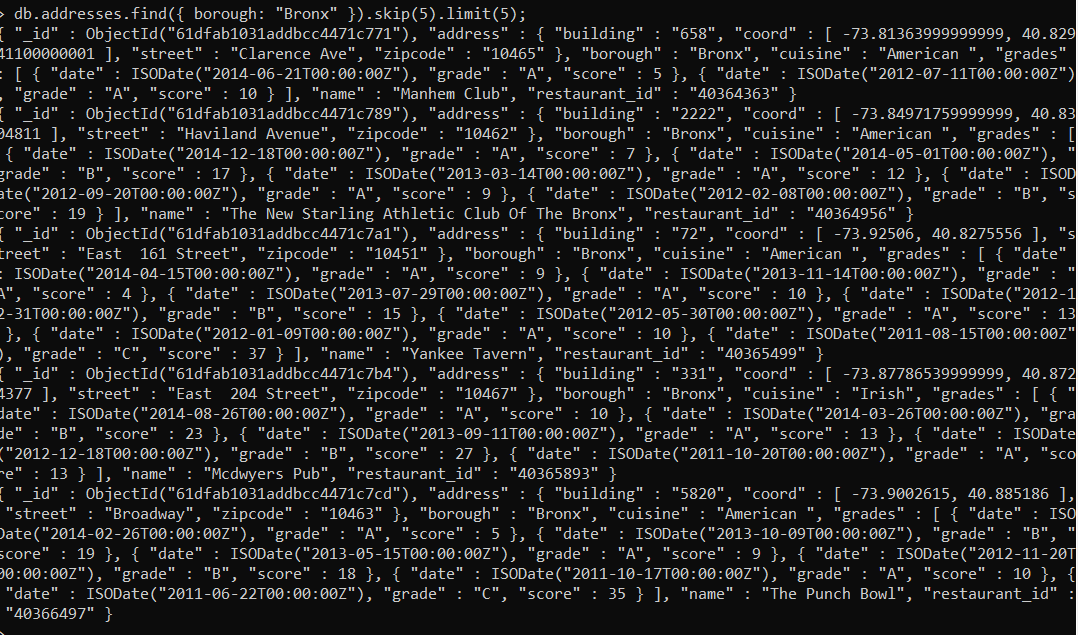 > db.addresses.find({ borough: "Bronx" }).skip(5).limit(5);
{ "_id" : ObjectId("61dfab1031addbcc4471c771"), "address" : { "building" : "658", "coord" : [ -73.81363999999999, 40.829
41100000001 ], "street" : "Clarence Ave", "zipcode" : "10465" }, "borough" : "Bronx", "cuisine" : "American ", "grades"
: [ { "date" : ISODate("2014-06-21T00:00:00Z"), "grade" : "A", "score" : 5 }, { "date" : ISODate("2012-07-11T00:00:00Z")
, "grade" : "A", "score" : 10 } ], "name" : "Manhem Club", "restaurant_id" : "40364363" }
{ "_id" : ObjectId("61dfab1031addbcc4471c789"), "address" : { "building" : "2222", "coord" : [ -73.84971759999999, 40.83
04811 ], "street" : "Haviland Avenue", "zipcode" : "10462" }, "borough" : "Bronx", "cuisine" : "American ", "grades" : [
{ "date" : ISODate("2014-12-18T00:00:00Z"), "grade" : "A", "score" : 7 }, { "date" : ISODate("2014-05-01T00:00:00Z"), "
grade" : "B", "score" : 17 }, { "date" : ISODate("2013-03-14T00:00:00Z"), "grade" : "A", "score" : 12 }, { "date" : ISOD
ate("2012-09-20T00:00:00Z"), "grade" : "A", "score" : 9 }, { "date" : ISODate("2012-02-08T00:00:00Z"), "grade" : "B", "s
core" : 19 } ], "name" : "The New Starling Athletic Club Of The Bronx", "restaurant_id" : "40364956" }
{ "_id" : ObjectId("61dfab1031addbcc4471c7a1"), "address" : { "building" : "72", "coord" : [ -73.92506, 40.8275556 ], "s
treet" : "East  161 Street", "zipcode" : "10451" }, "borough" : "Bronx", "cuisine" : "American ", "grades" : [ { "date"
: ISODate("2014-04-15T00:00:00Z"), "grade" : "A", "score" : 9 }, { "date" : ISODate("2013-11-14T00:00:00Z"), "grade" : "
A", "score" : 4 }, { "date" : ISODate("2013-07-29T00:00:00Z"), "grade" : "A", "score" : 10 }, { "date" : ISODate("2012-1
2-31T00:00:00Z"), "grade" : "B", "score" : 15 }, { "date" : ISODate("2012-05-30T00:00:00Z"), "grade" : "A", "score" : 13
}, { "date" : ISODate("2012-01-09T00:00:00Z"), "grade" : "A", "score" : 10 }, { "date" : ISODate("2011-08-15T00:00:00Z"
), "grade" : "C", "score" : 37 } ], "name" : "Yankee Tavern", "restaurant_id" : "40365499" }
{ "_id" : ObjectId("61dfab1031addbcc4471c7b4"), "address" : { "building" : "331", "coord" : [ -73.87786539999999, 40.872
4377 ], "street" : "East  204 Street", "zipcode" : "10467" }, "borough" : "Bronx", "cuisine" : "Irish", "grades" : [ { "
date" : ISODate("2014-08-26T00:00:00Z"), "grade" : "A", "score" : 10 }, { "date" : ISODate("2014-03-26T00:00:00Z"), "gra
de" : "B", "score" : 23 }, { "date" : ISODate("2013-09-11T00:00:00Z"), "grade" : "A", "score" : 13 }, { "date" : ISODate
("2012-12-18T00:00:00Z"), "grade" : "B", "score" : 27 }, { "date" : ISODate("2011-10-20T00:00:00Z"), "grade" : "A", "sco
re" : 13 } ], "name" : "Mcdwyers Pub", "restaurant_id" : "40365893" }
{ "_id" : ObjectId("61dfab1031addbcc4471c7cd"), "address" : { "building" : "5820", "coord" : [ -73.9002615, 40.885186 ],
"street" : "Broadway", "zipcode" : "10463" }, "borough" : "Bronx", "cuisine" : "American ", "grades" : [ { "date" : ISO
Date("2014-02-26T00:00:00Z"), "grade" : "A", "score" : 5 }, { "date" : ISODate("2013-10-09T00:00:00Z"), "grade" : "B", "
score" : 19 }, { "date" : ISODate("2013-05-15T00:00:00Z"), "grade" : "A", "score" : 9 }, { "date" : ISODate("2012-11-20T
00:00:00Z"), "grade" : "B", "score" : 18 }, { "date" : ISODate("2011-10-17T00:00:00Z"), "grade" : "A", "score" : 10 }, {
"date" : ISODate("2011-06-22T00:00:00Z"), "grade" : "C", "score" : 35 } ], "name" : "The Punch Bowl", "restaurant_id" :
"40366497" }